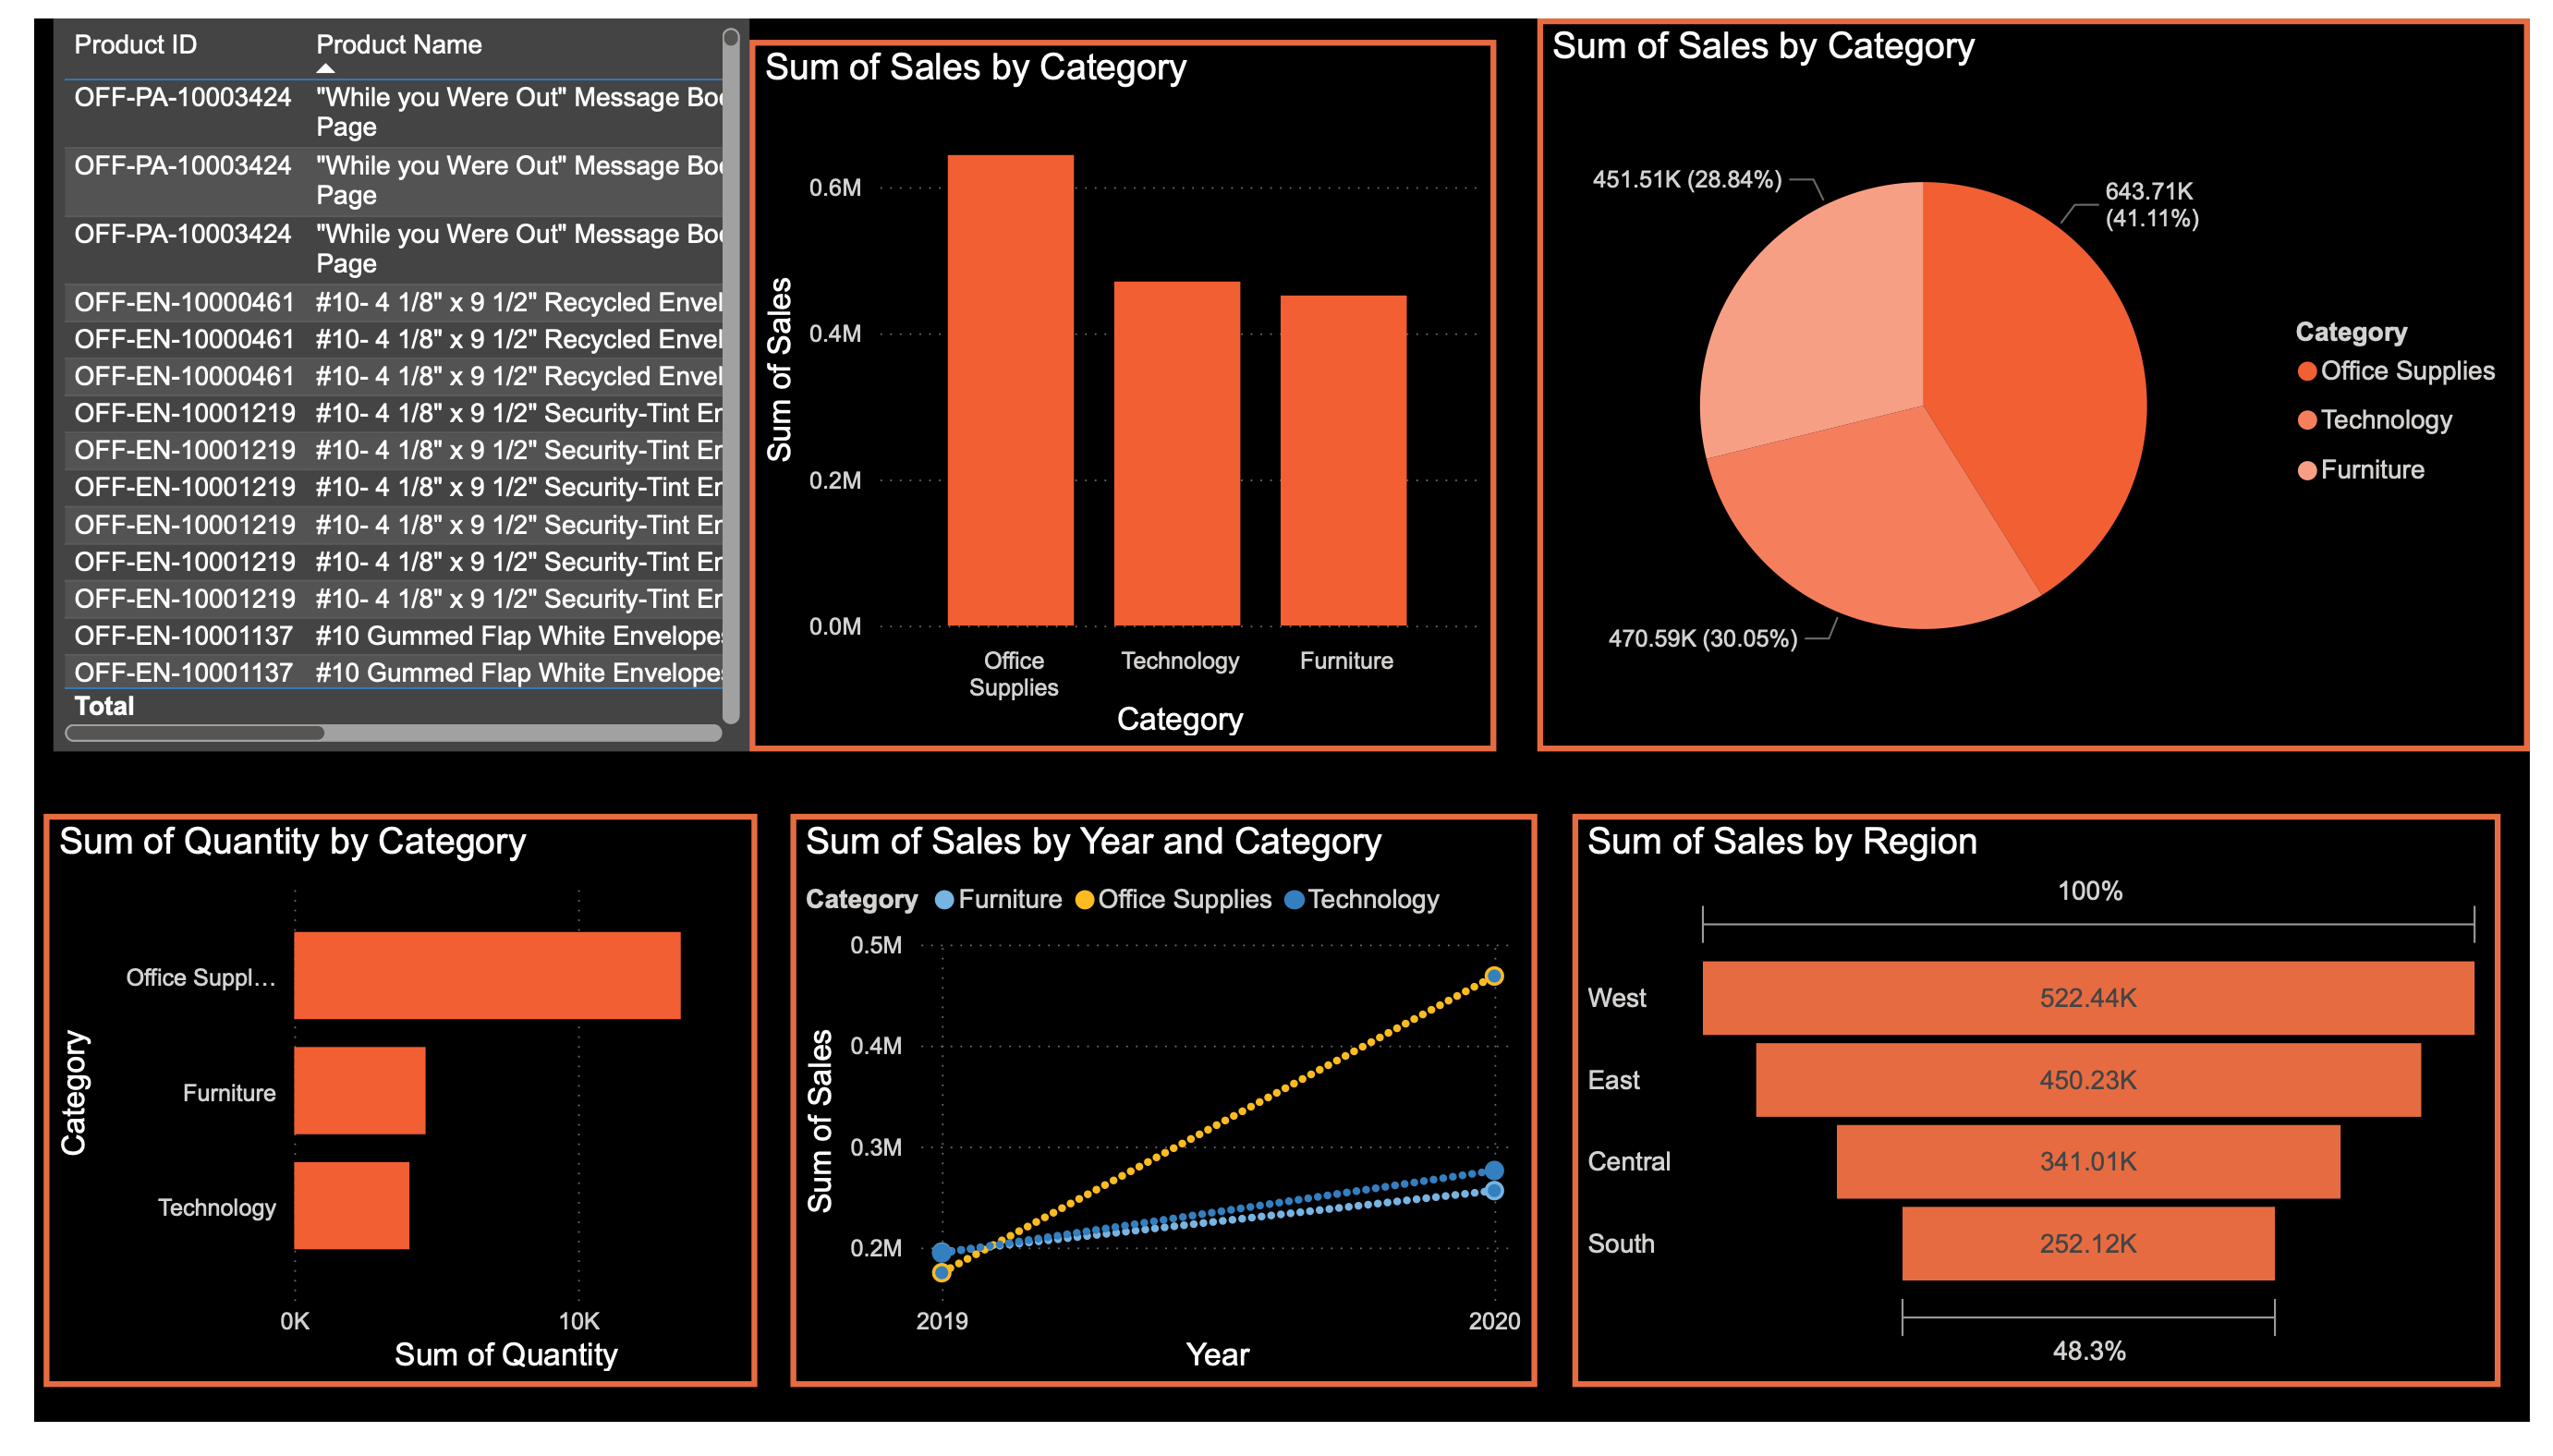 Product ID Product Name
OFF-PA-10003424 "While you Were Out" Message Boo
Page
OFF-PA-10003424 "While you Were Out" Message Boo
Page
OFF-PA-10003424 "While you Were Out" Message Boo
Page
OFF-EN-10000461 #10- 4 1/8" x 9 1/2" Recycled Envel
OFF-EN-10000461 #10- 4 1/8" x 9 1/2" Recycled Envel
OFF-EN-10000461 #10- 4 1/8" x 9 1/2" Recycled Envel
OFF-EN-10001219 #10- 4 1/8" x 9 1/2" Security-Tint Er
OFF-EN-10001219 #10- 4 1/8" x 9 1/2" Security-Tint Er
OFF-EN-10001219 #10- 4 1/8" x 9 1/2" Security-Tint Er
OFF-EN-10001219 #10- 4 1/8" x 9 1/2" Security-Tint Er
OFF-EN-10001219 #10- 4 1/8" x 9 1/2" Security-Tint Er
OFF-EN-10001219 #10- 4 1/8" x 9 1/2" Security-Tint Er
OFF-EN-10001137 #10 Gummed Flap White Envelopes
OFF-EN-10001137 #10 Gummed Flap White Envelopes
Total
Sum of Sales by Category
Sum of Sales
0.6M
0.4M
0.2M
0.0M
Office
Supplies
Technology
Furniture
Category
Sum of Sales by Category
451.51K (28.84%)
643.71K
(41.11%)
470.59K (30.05%)
Category
Office Supplies
Technology
Furniture
Sum of Quantity by Category
Category
Office Suppl…
Furniture
Technology
0K 10K
Sum of Quantity
Sum of Sales by Year and Category
Category Furniture Office Supplies Technology
Sum of Sales
0.5M
0.4M
0.3M
0.2M
2019 2020
Year
Sum of Sales by Region
100%
West 522.44K
East 450.23K
Central 341.01K
South 252.12K
48.3%